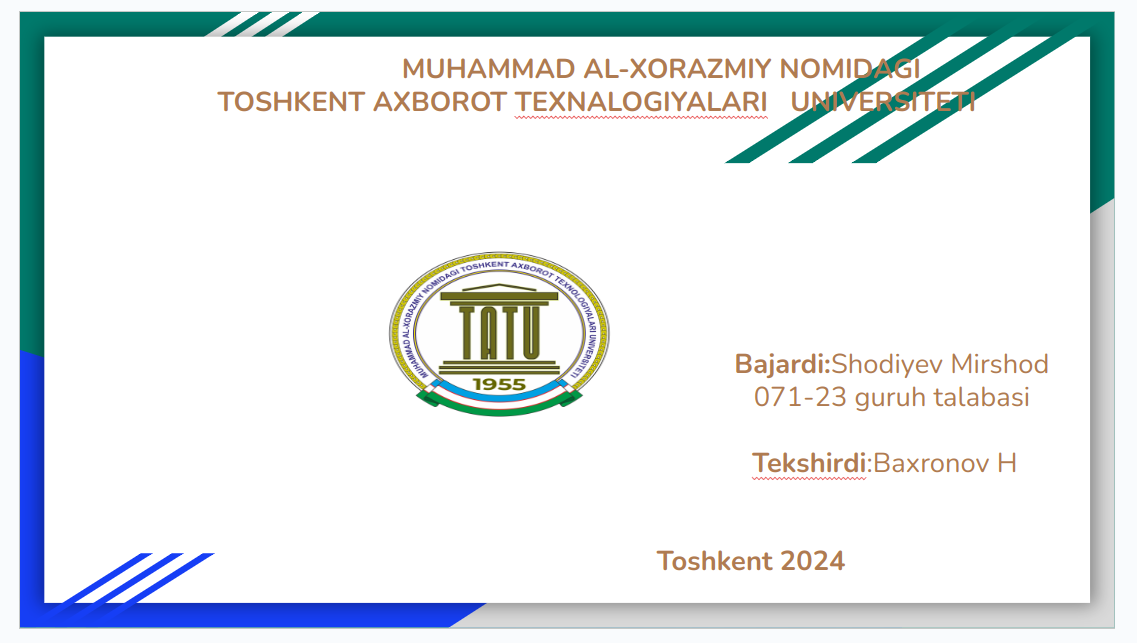 MUHAMMAD AL-XORAZMIY NOMIDAGI
TOSHKENT AXBOROT TEXNALOGIYALARI UNIVERSITETI
MUHAMMAD AL-XORAZMIY NOMIDAGI TOSHKENT AXBOROT TEXNOLOGIYALARI UNIVERSITETI
TATU
1955
Bajardi:Shodiyev Mirshod
071-23 guruh talabasi
Tekshirdi:Baxronov H
Toshkent 2024